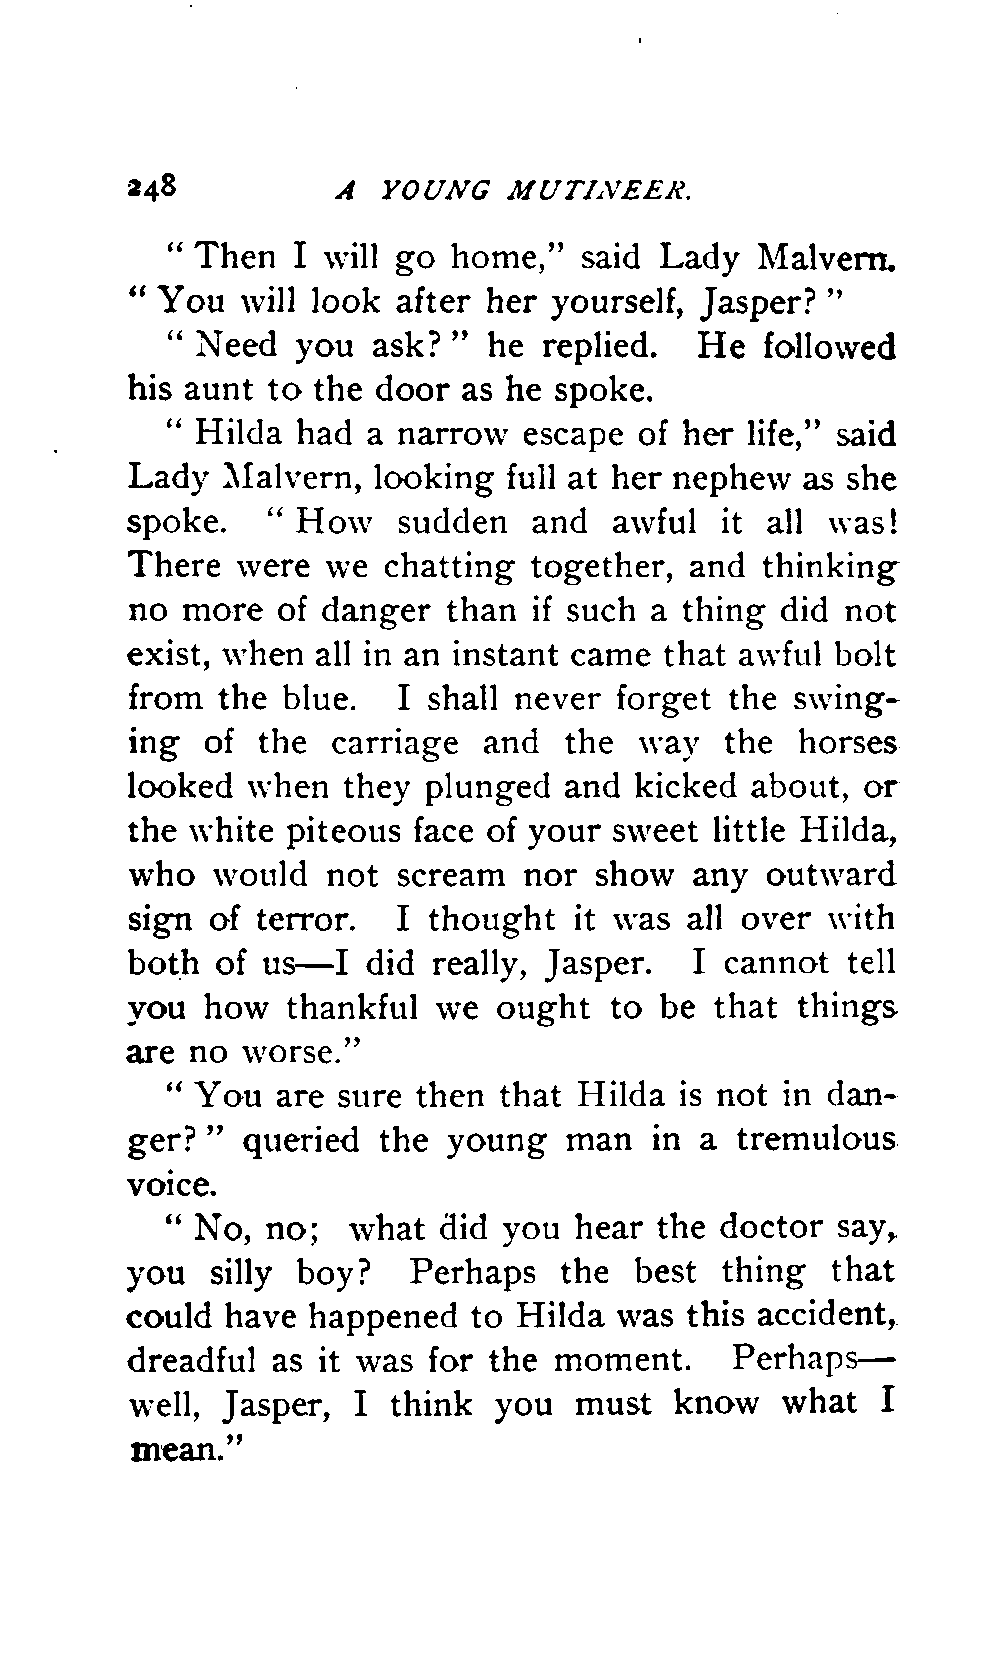 248 A YOUNG MUTINEER.
“ Then I will go home,” said Lady Malvern.
“ You will look after her yourself, Jasper? ”
“ Need you ask? ” he replied. He followed
his aunt to the door as he spoke.
“ Hilda had a narrow escape of her life,” said
Lady Malvern, looking full at her nephew as she
spoke. “ How sudden and awful it all was!
There were we chatting together, and thinking
no more of danger than if such a thing did not
exist, when all in an instant came that awful bolt
from the blue. I shall never forget the swing-
ing of the carriage and the way the horses
looked when they plunged and kicked about, or
the white piteous face of your sweet little Hilda,
who would not scream nor show any outward
sign of terror. I thought it was all over with
both of us—I did really, Jasper. I cannot tell
you how thankful we ought to be that things
are no worse.”
“ You are sure then that Hilda is not in dan-
ger? ” queried the young man in a tremulous
voice.
“ No, no; what did you hear the doctor say,
you silly boy? Perhaps the best thing that
could have happened to Hilda was this accident,
dreadful as it was for the moment. Perhaps—
well, Jasper, I think you must know what I
mean.”